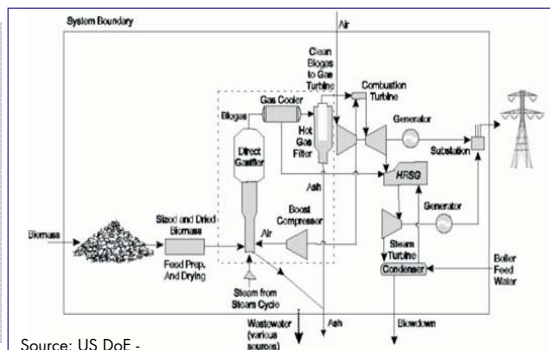 System Boundary
Air
Clean
Biogas
to Gas
Turbine
Combustion
Turbine
Gas Cooler
Biogas
Generator
Hot
Gas
Filter
Direct
Gasifier
Substation
HRSG
Ash
Sized and Dried
Biomass
Boost
Compressor
Generator
Biomass
Air
Feed Prep.
And Drying
Steam
Turbine
Condenser
Boiler
Feed
Water
Steam from
Steam Cycle
Wastewater
(various
sources)
Ash
Blowdown
Source: US DoE -